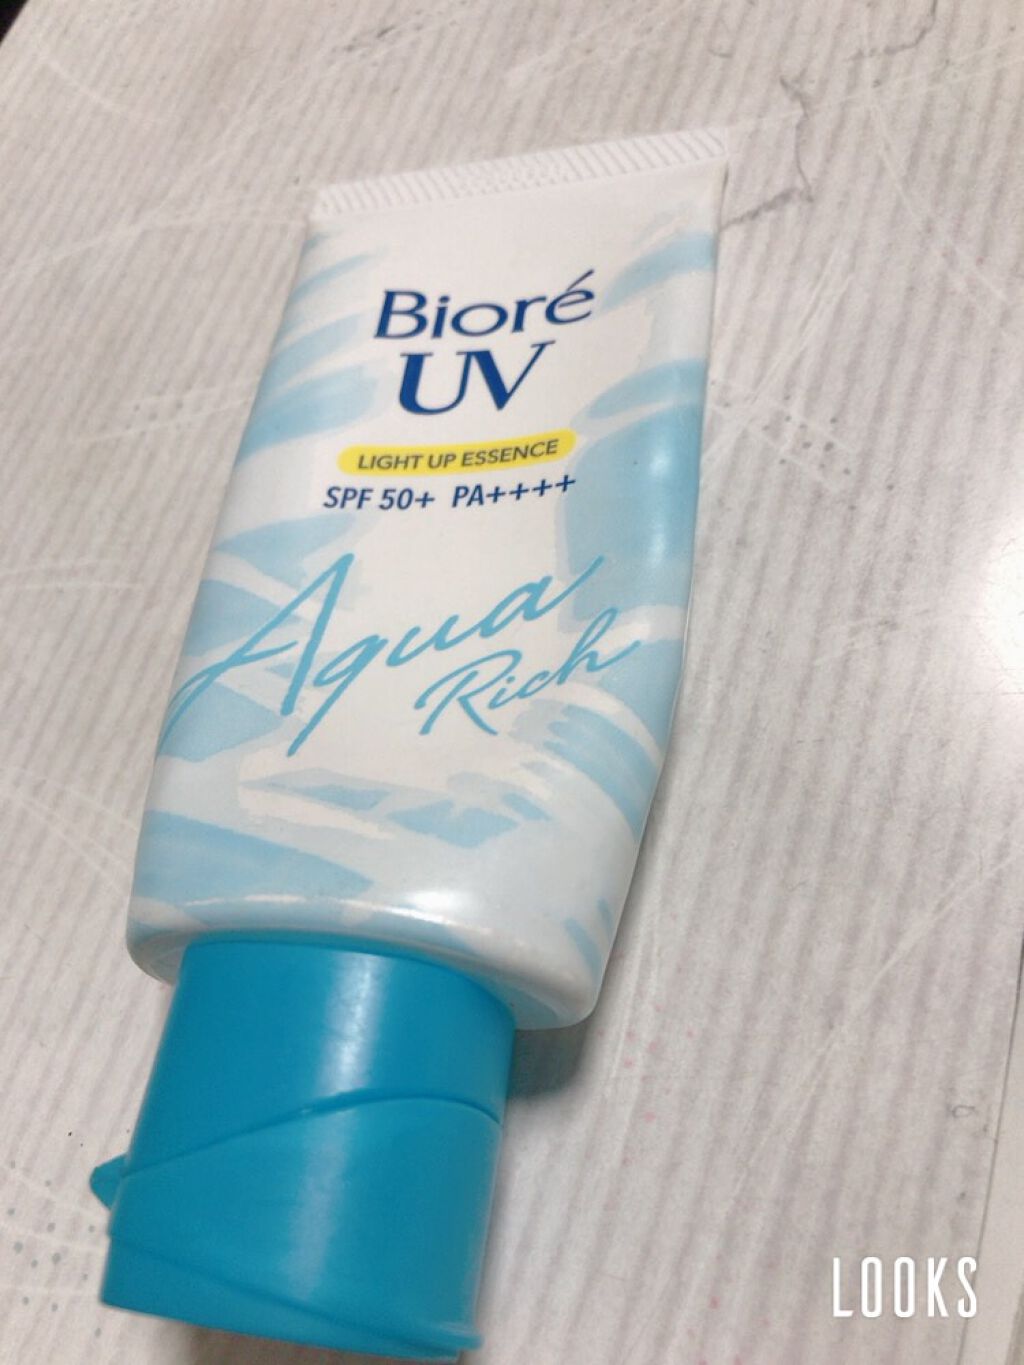 Bioré
UV
LIGHT UP ESSENCE
SPF 50+ PA++++
Aqua
Rich
LOOKS